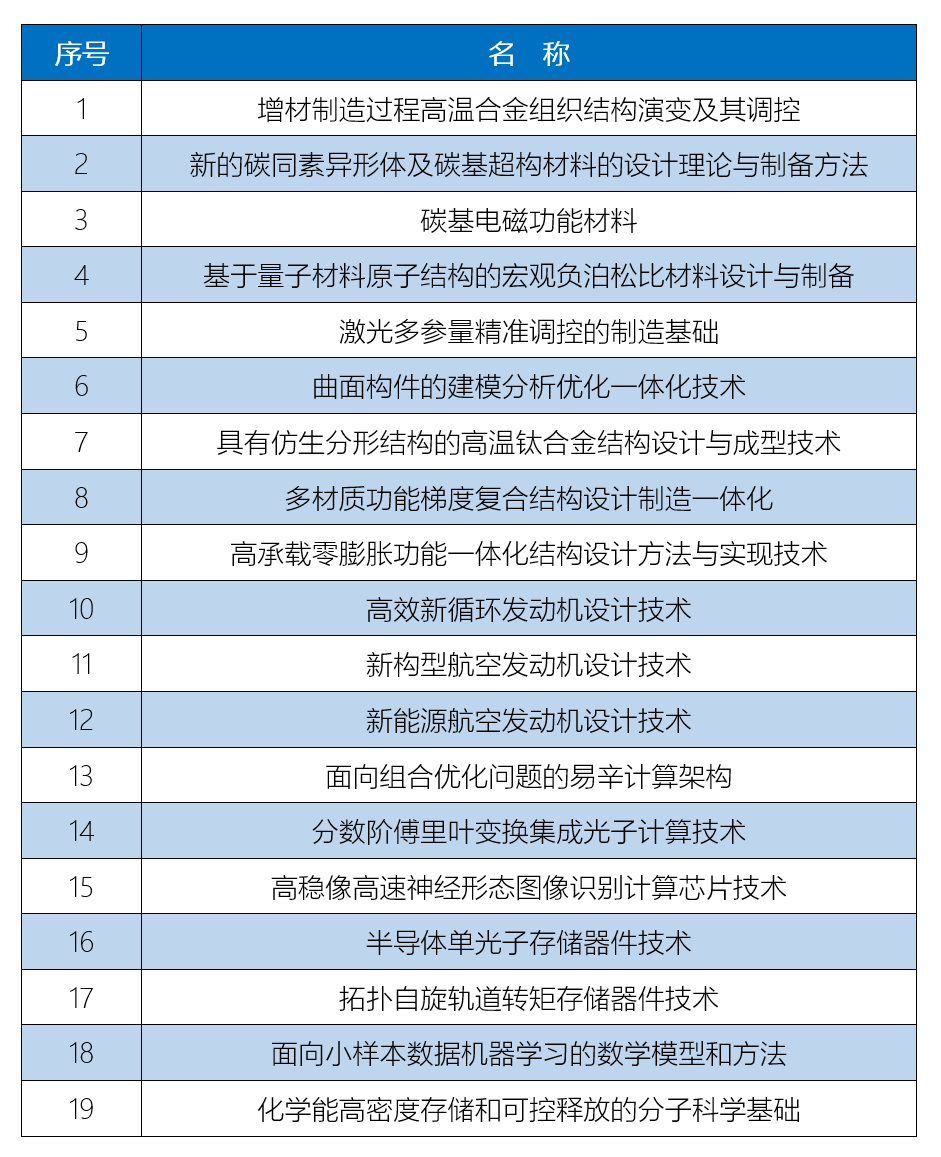 序号 名 称
1 增材制造过程高温合金组织结构演变及其调控
2 新的碳同素异形体及碳基超构材料的设计理论与制备方法
3 碳基电磁功能材料
4 基于量子材料原子结构的宏观负泊松比材料设计与制备
5 激光多参量精准调控的制造基础
6 曲面构件的建模分析优化一体化技术
7 具有仿生分形结构的高温钛合金结构设计与成型技术
8 多材质功能梯度复合结构设计制造一体化
9 高承载零膨胀功能一体化结构设计方法与实现技术
10 高效新循环发动机设计技术
11 新构型航空发动机设计技术
12 新能源航空发动机设计技术
13 面向组合优化问题的易辛计算架构
14 分数阶傅里叶变换集成光子计算技术
15 高稳像高速神经形态图像识别计算芯片技术
16 半导体单光子存储器件技术
17 拓扑自旋轨道转矩存储器件技术
18 面向小样本数据机器学习的数学模型和方法
19 化学能高密度存储和可控释放的分子科学基础